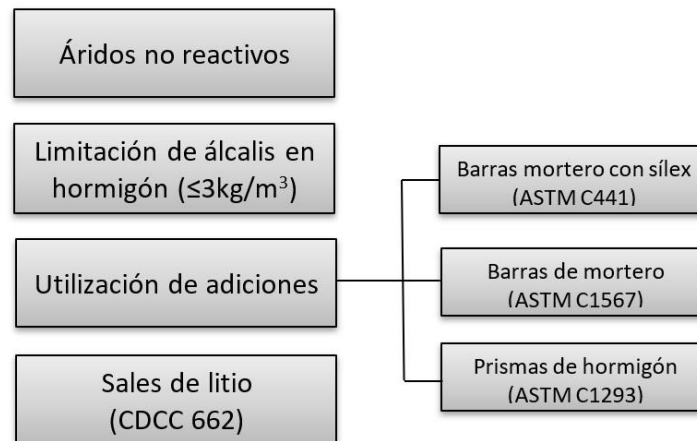 Áridos no reactivos
Limitación de álcalis en
hormigón (≤3kg/m³)
Utilización de adiciones
Sales de litio
(CDCC 662)
Barras mortero con sílex
(ASTM C441)
Barras de mortero
(ASTM C1567)
Prismas de hormigón
(ASTM C1293)